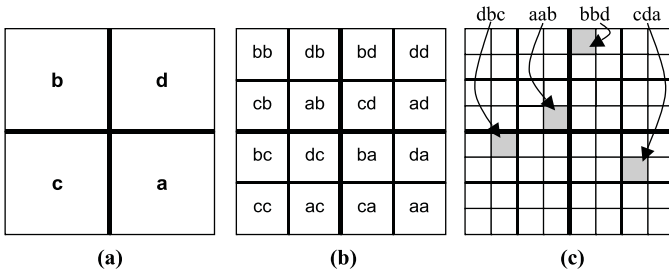 dbc aab bbd cda
b d
c a
bb db bd dd
cb ab cd ad
bc dc ba da
cc ac ca aa
(a) (b) (c)